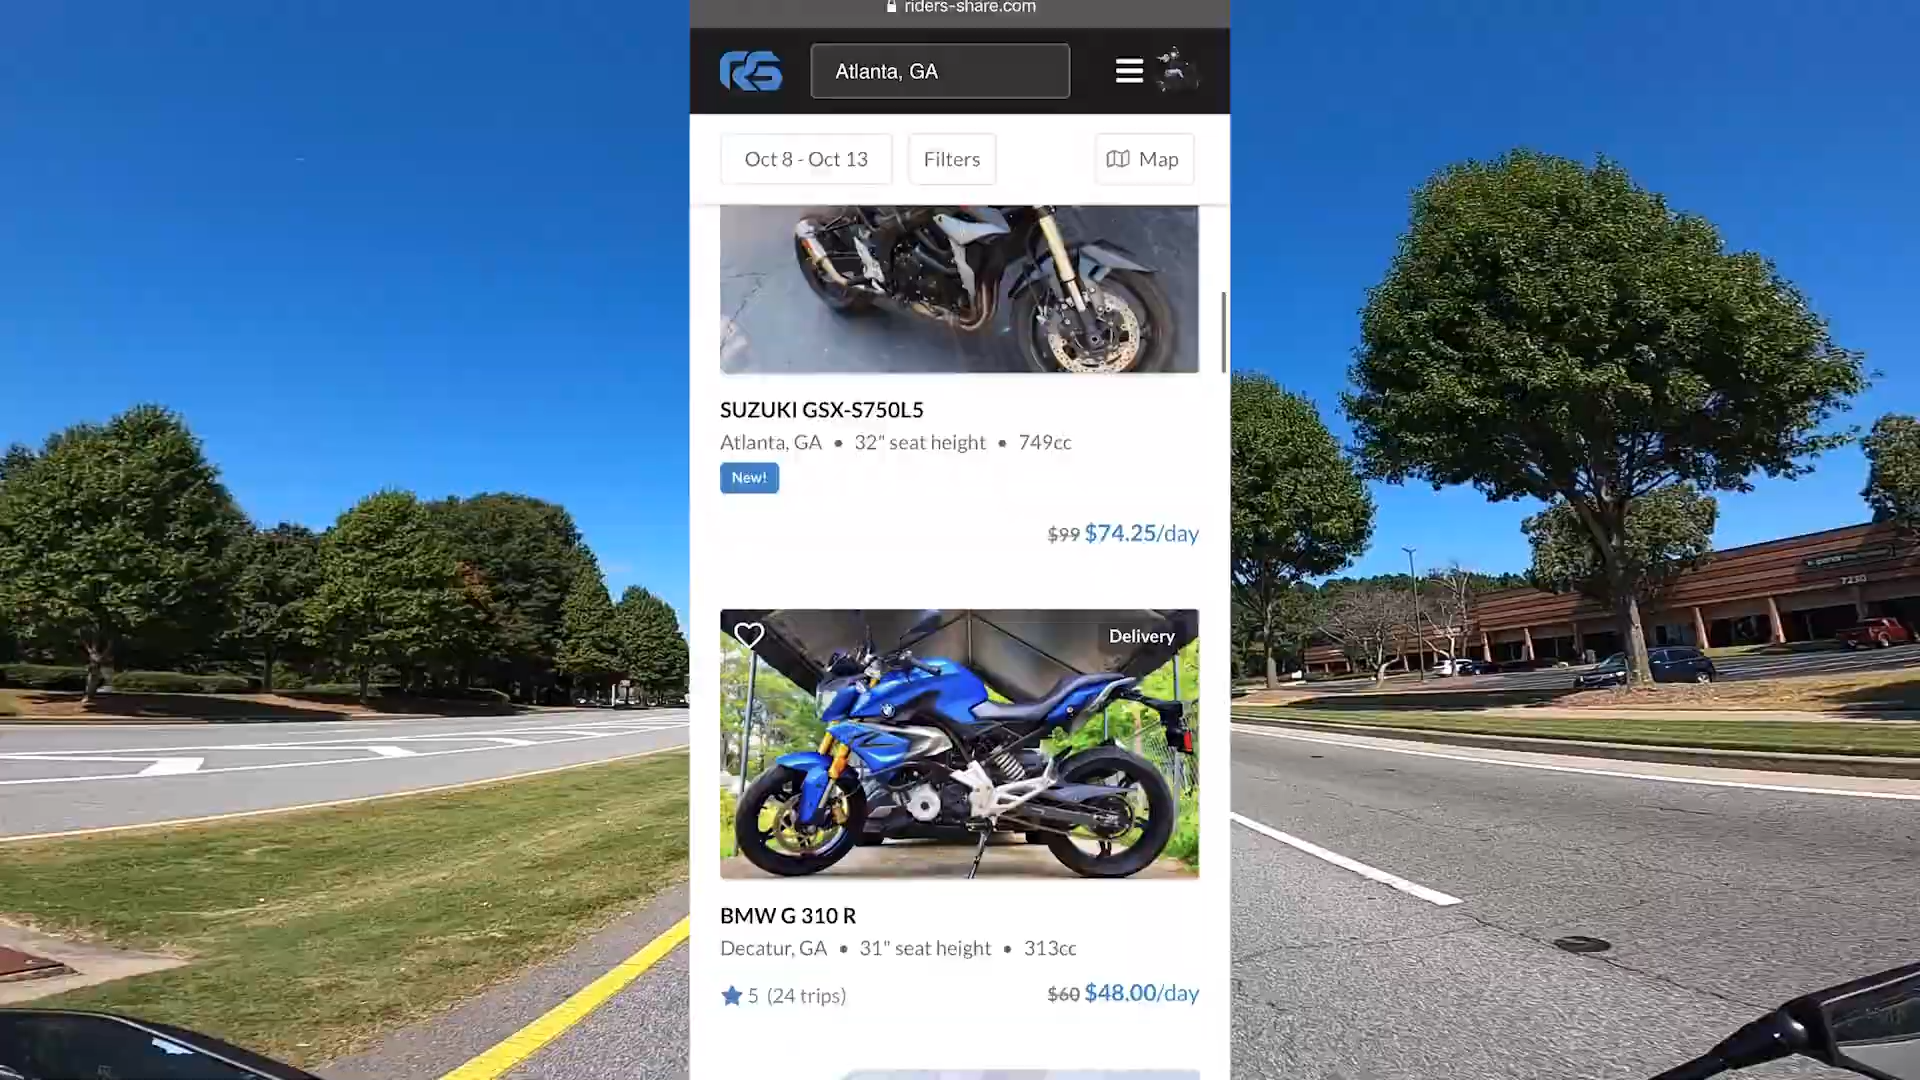 riders-share.com
RS
Atlanta, GA
Oct 8 - Oct 13
Filters
Map
SUZUKI GSX-S750L5
Atlanta, GA • 32" seat height • 749cc
New!
$99 $74.25/day
Delivery
BMW G 310 R
Decatur, GA • 31" seat height • 313cc
5 (24 trips)
$60 $48.00/day
7230